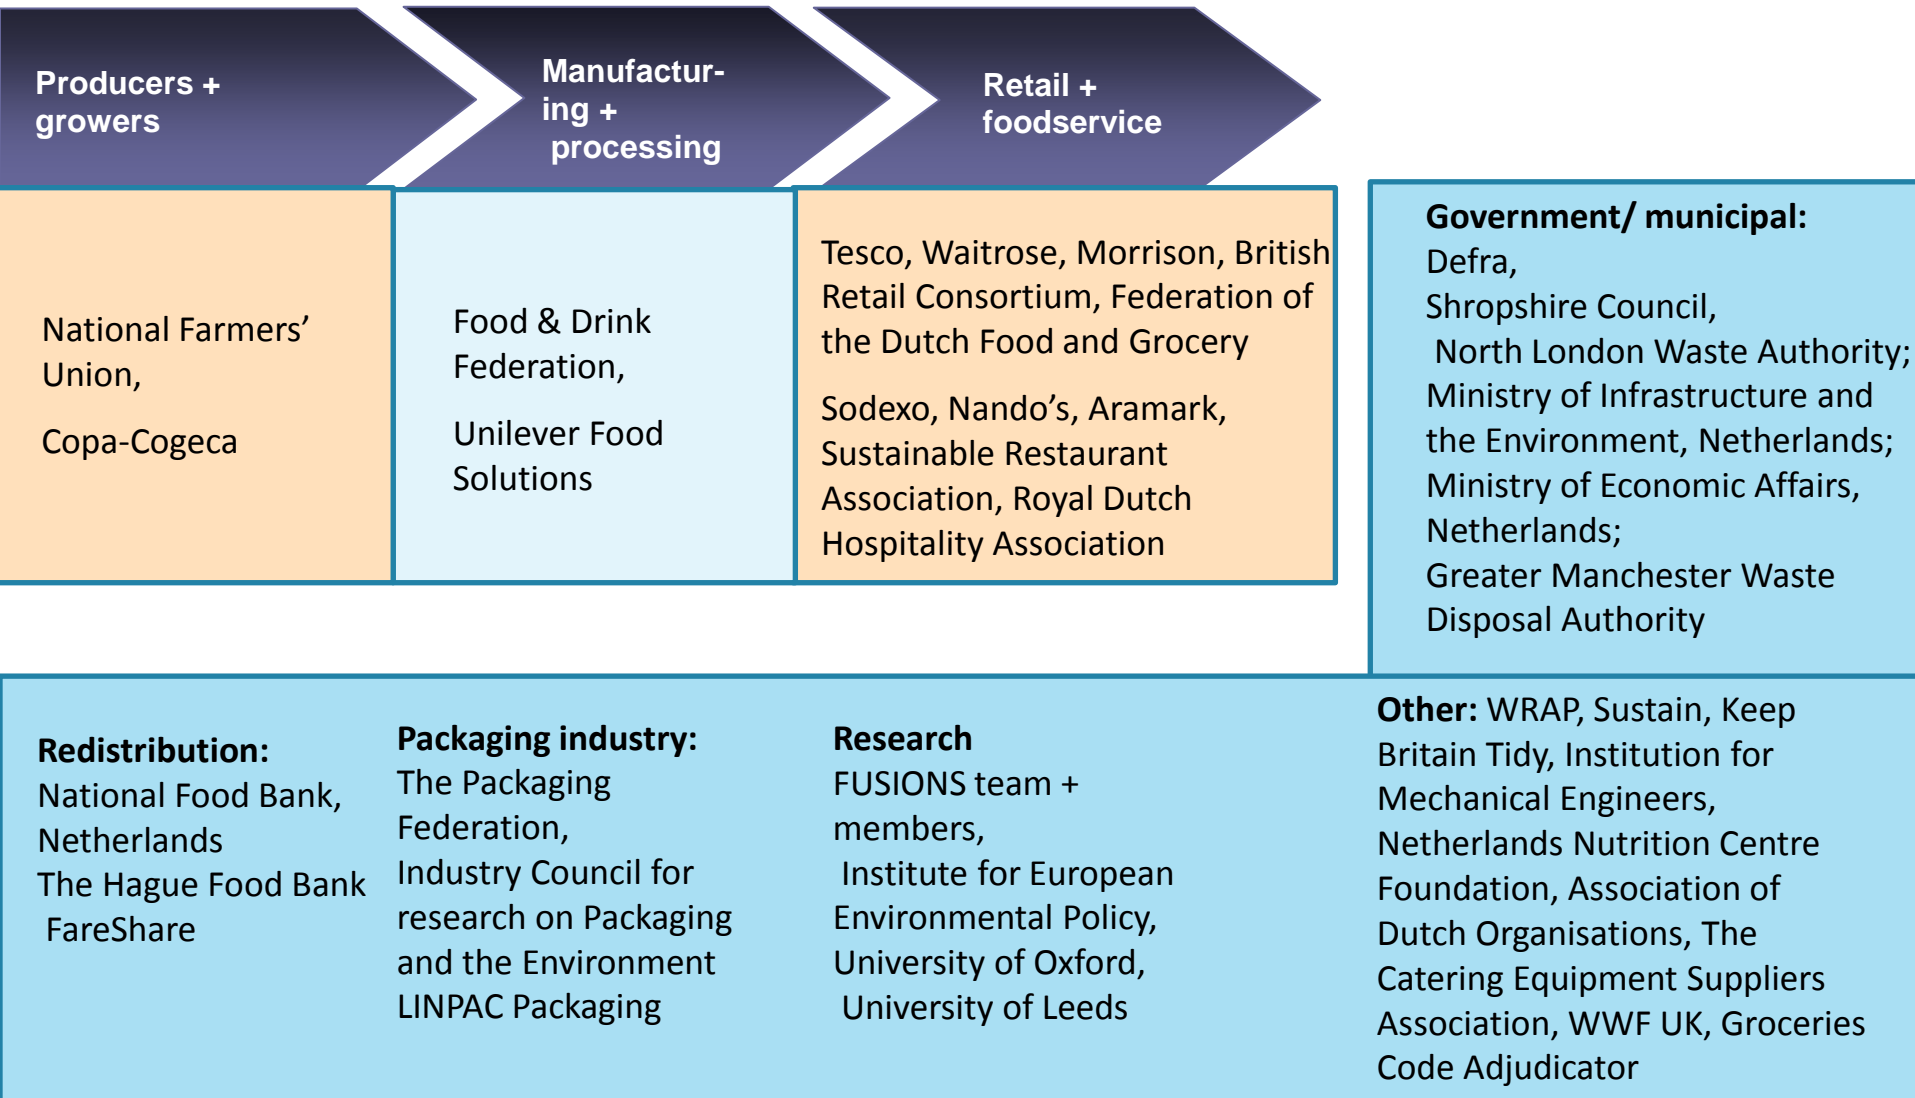 Producers +
growers
Manufactur-
ing +
processing
Retail +
foodservice
National Farmers’
Union,
Copa-Cogeca
Food & Drink
Federation,
Unilever Food
Solutions
Tesco, Waitrose, Morrison, British
Retail Consortium, Federation of
the Dutch Food and Grocery
Sodexo, Nando’s, Aramark,
Sustainable Restaurant
Association, Royal Dutch
Hospitality Association
Government/ municipal:
Defra,
Shropshire Council,
North London Waste Authority;
Ministry of Infrastructure and
the Environment, Netherlands;
Ministry of Economic Affairs,
Netherlands;
Greater Manchester Waste
Disposal Authority
Redistribution:
National Food Bank,
Netherlands
The Hague Food Bank
FareShare
Packaging industry:
The Packaging
Federation,
Industry Council for
research on Packaging
and the Environment
LINPAC Packaging
Research
FUSIONS team +
members,
Institute for European
Environmental Policy,
University of Oxford,
University of Leeds
Other: WRAP, Sustain, Keep
Britain Tidy, Institution for
Mechanical Engineers,
Netherlands Nutrition Centre
Foundation, Association of
Dutch Organisations, The
Catering Equipment Suppliers
Association, WWF UK, Groceries
Code Adjudicator